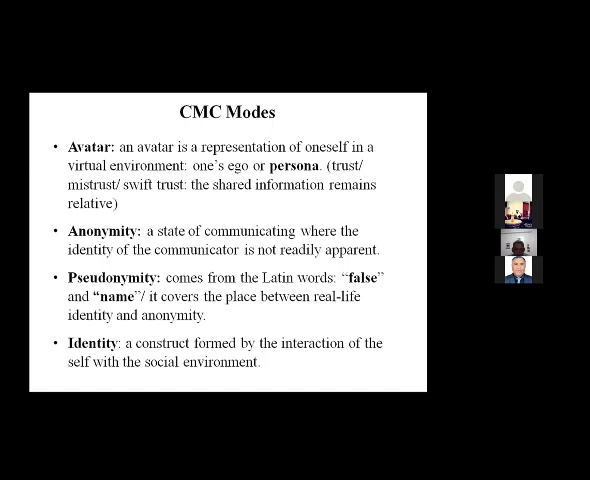 CMC Modes
• Avatar: an avatar is a representation of oneself in a
virtual environment: one's ego or persona. (trust/
mistrust/ swift trust: the shared information remains
relative)
• Anonymity: a state of communicating where the
identity of the communicator is not readily apparent.
• Pseudonymity: comes from the Latin words: “false”
and “name”/ it covers the place between real-life
identity and anonymity.
• Identity: a construct formed by the interaction of the
self with the social environment.